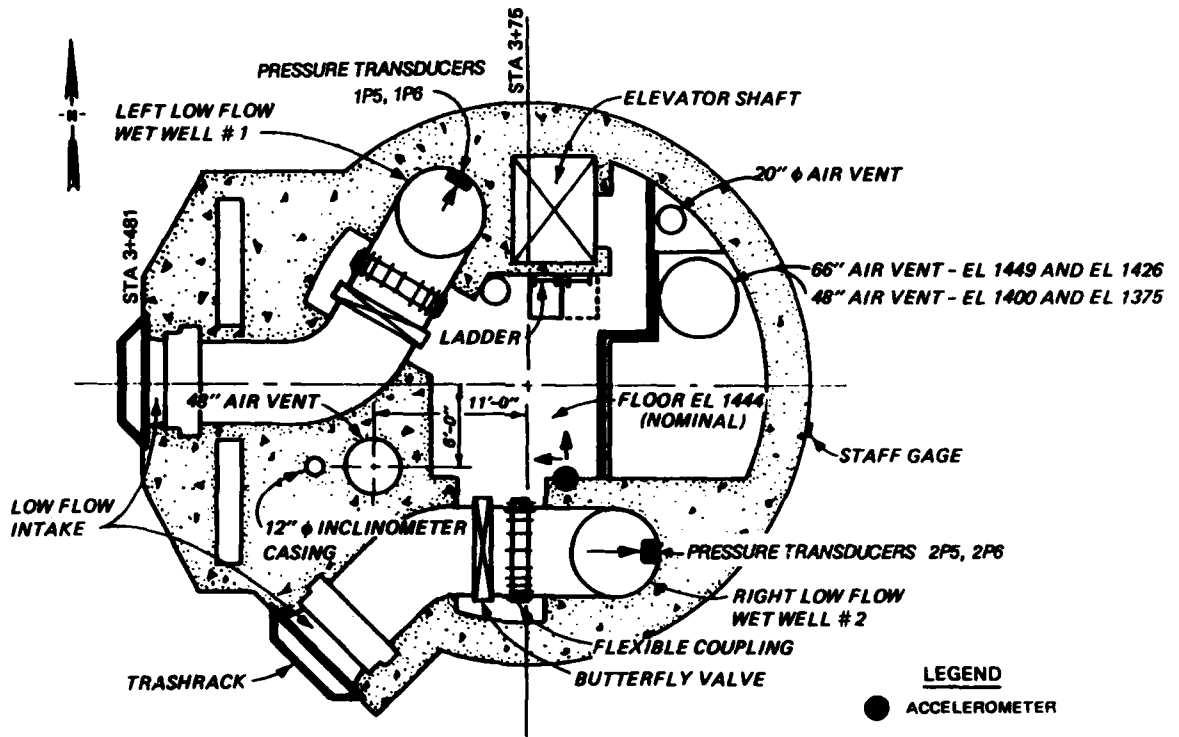 STA 3+75
PRESSURE TRANSDUCERS
1P5, 1P6
ELEVATOR SHAFT
LEFT LOW FLOW
WET WELL # 1
-N-
20" ϕ AIR VENT
STA 3+481
66" AIR VENT - EL 1449 AND EL 1426
48" AIR VENT - EL 1400 AND EL 1375
LADDER
48" AIR VENT
11'-0"
6'-0"
FLOOR EL 1444
(NOMINAL)
STAFF GAGE
LOW FLOW
INTAKE
12" ϕ INCLINOMETER
CASING
PRESSURE TRANSDUCERS 2P5, 2P6
RIGHT LOW FLOW
WET WELL # 2
FLEXIBLE COUPLING
BUTTERFLY VALVE
TRASHRACK
LEGEND
ACCELEROMETER